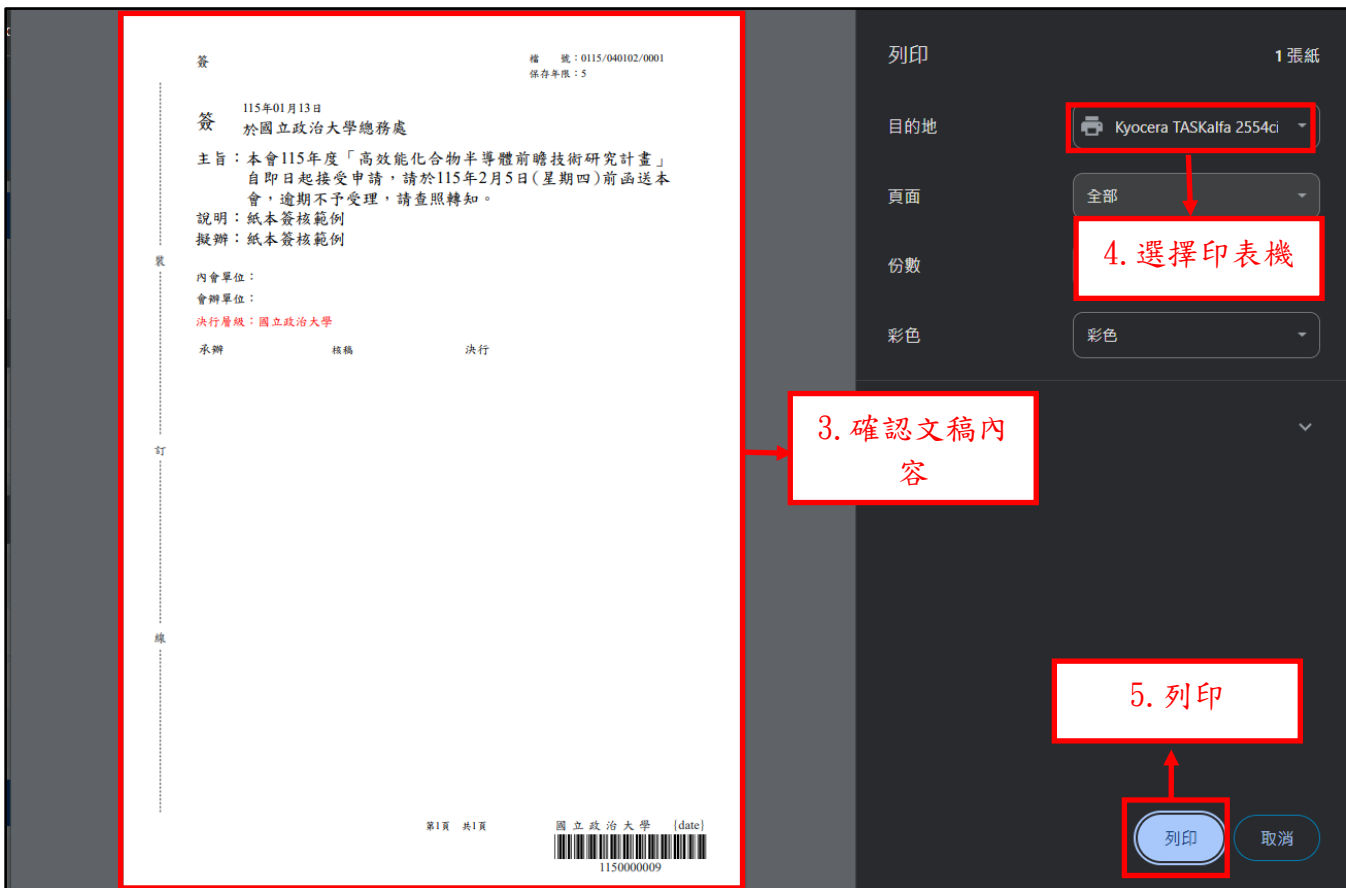 簽
檔　號：0115/040102/0001
保存年限：5
115年01月13日
簽　於國立政治大學總務處
主旨：本會115年度「高效能化合物半導體前瞻技術研究計畫」
自即日起接受申請，請於115年2月5日(星期四)前函送本
會，逾期不予受理，請查照轉知。
說明：紙本簽核範例
擬辦：紙本簽核範例
內會單位：
會辦單位：
決行層級：國立政治大學
承辦　核稿　決行
裝
訂
線
第1頁 共1頁
國立政治大學 {date}
1150000009
3.確認文稿內
容
列印
1 張紙
目的地
Kyocera TASKalfa 2554ci
頁面
全部
4.選擇印表機
份數
彩色
彩色
5.列印
列印
取消